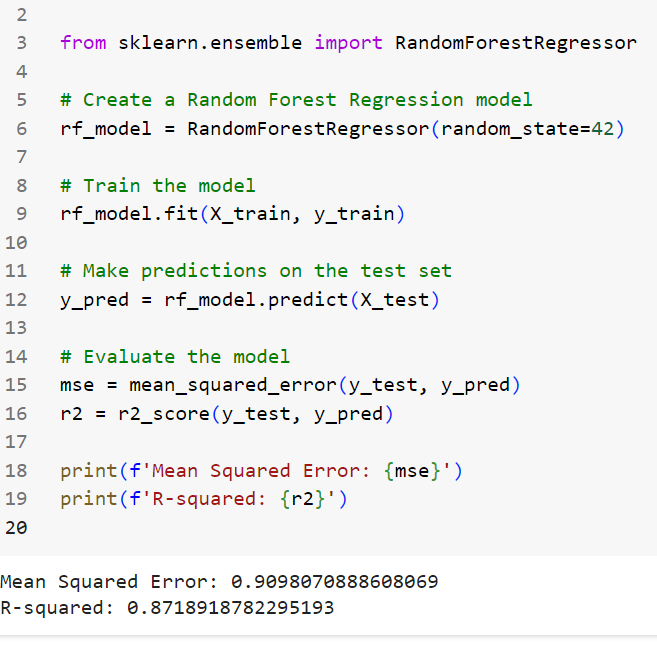 2
3 from sklearn.ensemble import RandomForestRegressor
4
5 # Create a Random Forest Regression model
6 rf_model = RandomForestRegressor(random_state=42)
7
8 # Train the model
9 rf_model.fit(X_train, y_train)
10
11 # Make predictions on the test set
12 y_pred = rf_model.predict(X_test)
13
14 # Evaluate the model
15 mse = mean_squared_error(y_test, y_pred)
16 r2 = r2_score(y_test, y_pred)
17
18 print(f'Mean Squared Error: {mse}')
19 print(f'R-squared: {r2}')
20
Mean Squared Error: 0.9098070888608069
R-squared: 0.8718918782295193